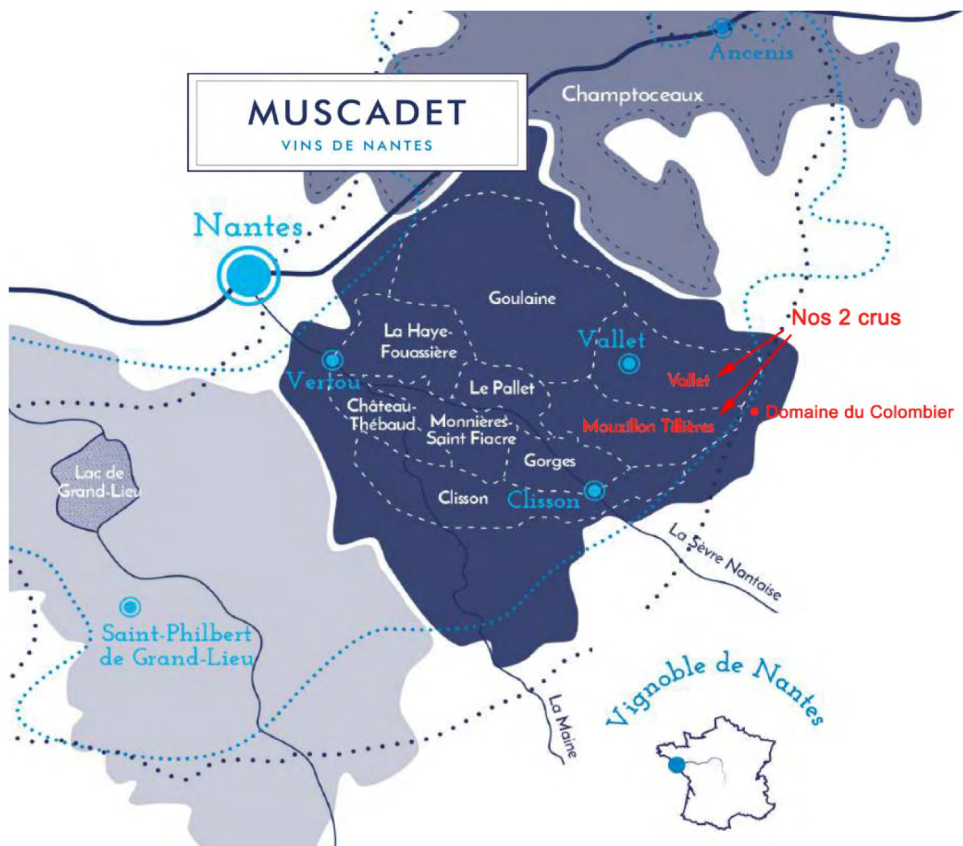 Ancenis
Champtoceaux
MUSCADET
VINS DE NANTES
Nantes
Goulaine
Nos 2 crus
La Haye-
Fouassière
Vallet
Vertou
Vallet
Le Pallet
Domaine du Colombier
Château-
Thébaud
Monnières-
Saint Fiacre
Mouzillon Tillières
Gorges
Lac de
Grand-Lieu
Clisson
Clisson
La Sèvre Nantaise
Saint-Philbert
de Grand-Lieu
La Maine
Vignoble de Nantes